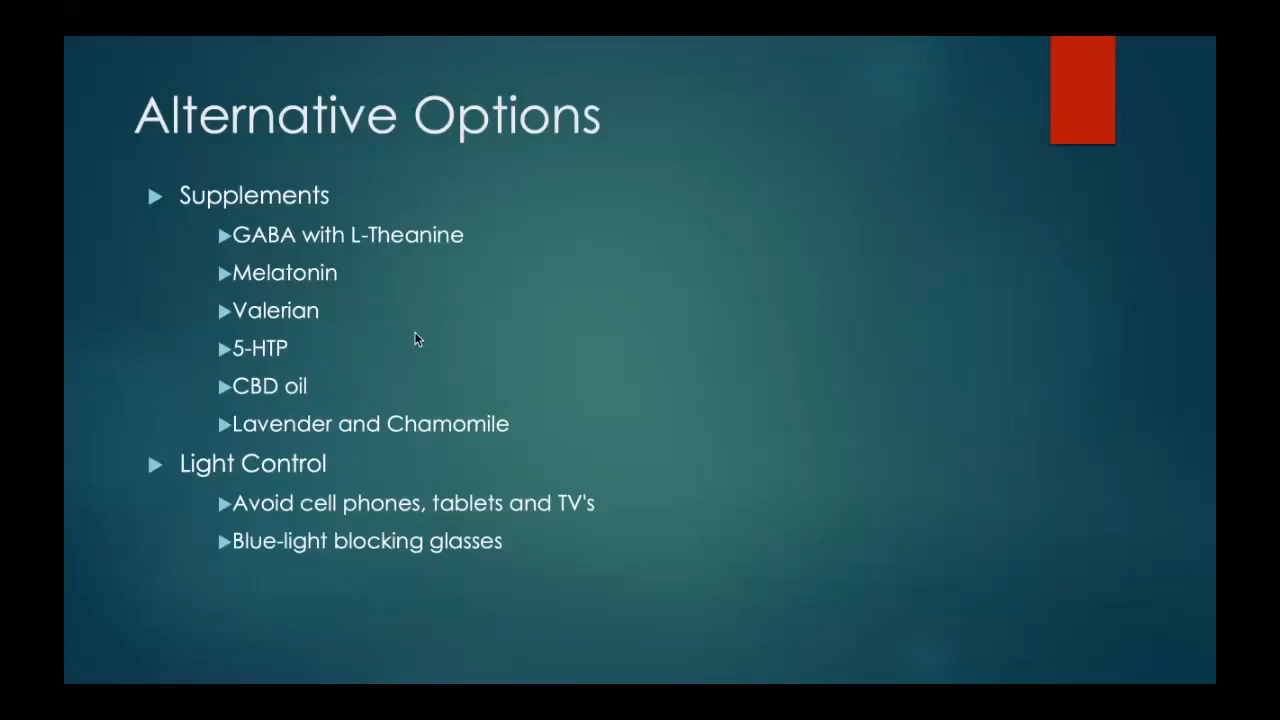 Alternative Options
Supplements
GABA with L-Theanine
Melatonin
Valerian
5-HTP
CBD oil
Lavender and Chamomile
Light Control
Avoid cell phones, tablets and TV's
Blue-light blocking glasses